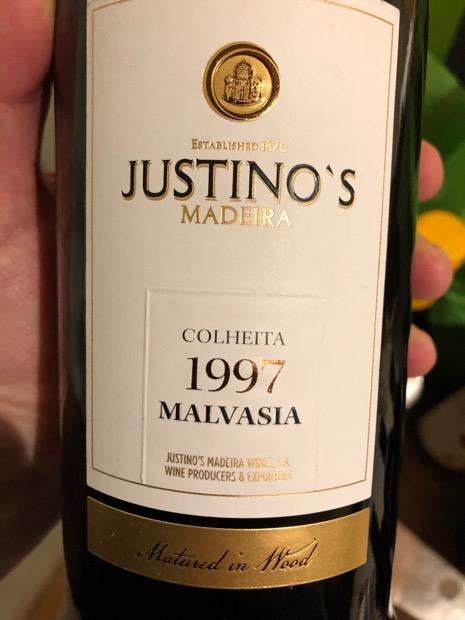 ESTABLISHED 1870
JUSTINO`S
MADEIRA
COLHEITA
1997
MALVASIA
JUSTINO'S MADEIRA WINES, S.A.
WINE PRODUCERS & EXPORTERS
Matured in Wood